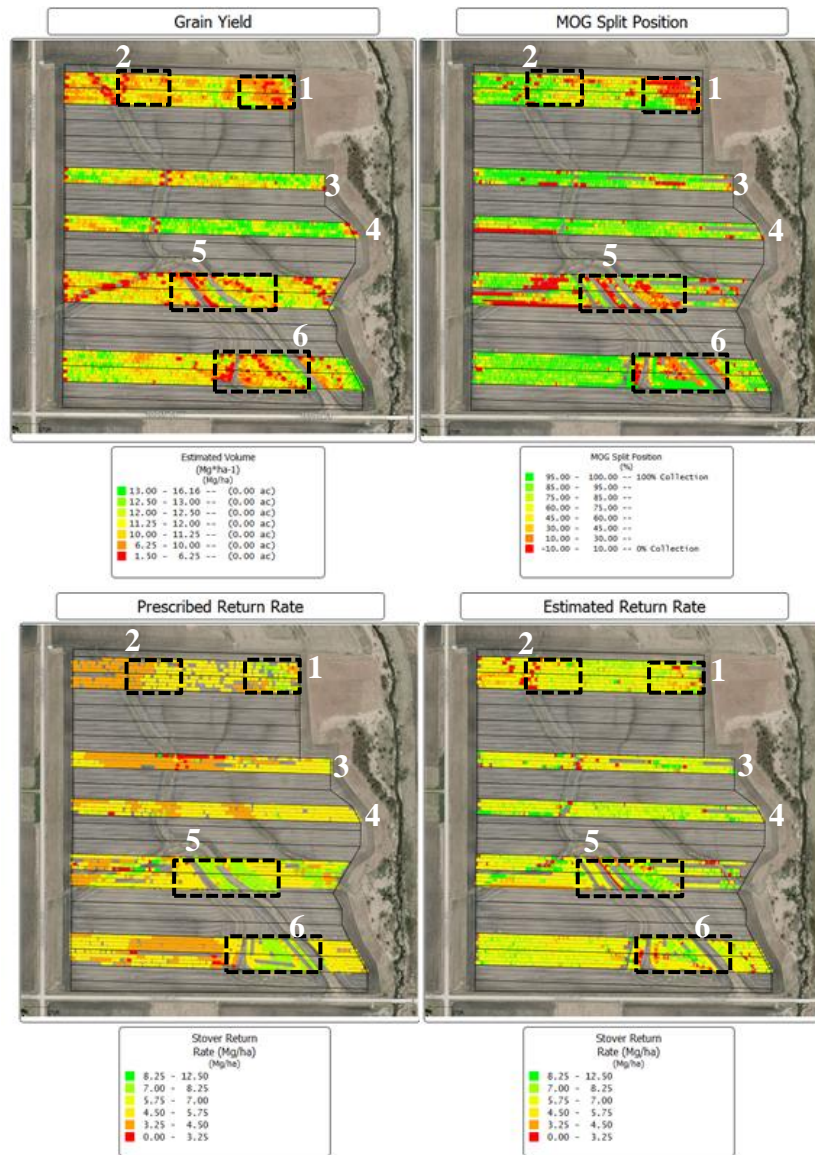 Grain Yield
MOG Split Position
2
1
3
4
5
6
2
1
3
4
5
6
Estimated Volume
(Mg*ha-1)
(Mg/ha)
13.00 - 16.16 -- (0.00 ac)
12.50 - 13.00 -- (0.00 ac)
12.00 - 12.50 -- (0.00 ac)
11.25 - 12.00 -- (0.00 ac)
10.00 - 11.25 -- (0.00 ac)
6.25 - 10.00 -- (0.00 ac)
1.50 - 6.25 -- (0.00 ac)
MOG Split Position
(%)
95.00 - 100.00 -- 100% Collection
85.00 - 95.00 --
75.00 - 85.00 --
60.00 - 75.00 --
45.00 - 60.00 --
30.00 - 45.00 --
10.00 - 30.00 --
-10.00 - 10.00 -- 0% Collection
Prescribed Return Rate
Estimated Return Rate
2
1
3
4
5
6
2
1
3
4
5
6
Stover Return
Rate (Mg/ha)
(Mg/ha)
8.25 - 12.50
7.00 - 8.25
5.75 - 7.00
4.50 - 5.75
3.25 - 4.50
0.00 - 3.25
Stover Return
Rate (Mg/ha)
(Mg/ha)
8.25 - 12.50
7.00 - 8.25
5.75 - 7.00
4.50 - 5.75
3.25 - 4.50
0.00 - 3.25